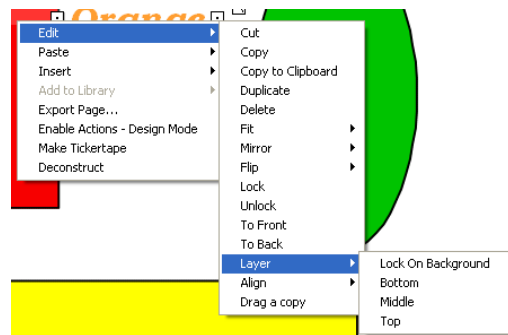 Orange
Edit
Paste
Insert
Add to Library
Export Page...
Enable Actions - Design Mode
Make Tickertape
Deconstruct
Cut
Copy
Copy to Clipboard
Duplicate
Delete
Fit
Mirror
Flip
Lock
Unlock
To Front
To Back
Layer
Align
Drag a copy
Lock On Background
Bottom
Middle
Top